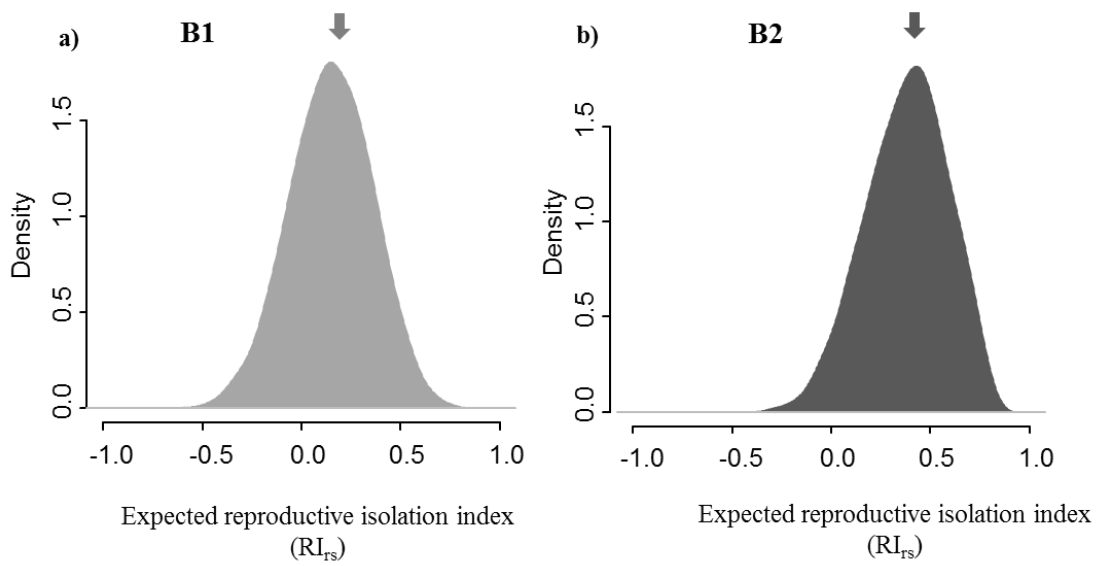 a)
B1
Density
0.0
0.5
1.0
1.5
-1.0 -0.5 0.0 0.5 1.0
Expected reproductive isolation index
(RIrs)
b)
B2
Density
0.0
0.5
1.0
1.5
-1.0 -0.5 0.0 0.5 1.0
Expected reproductive isolation index
(RIrs)